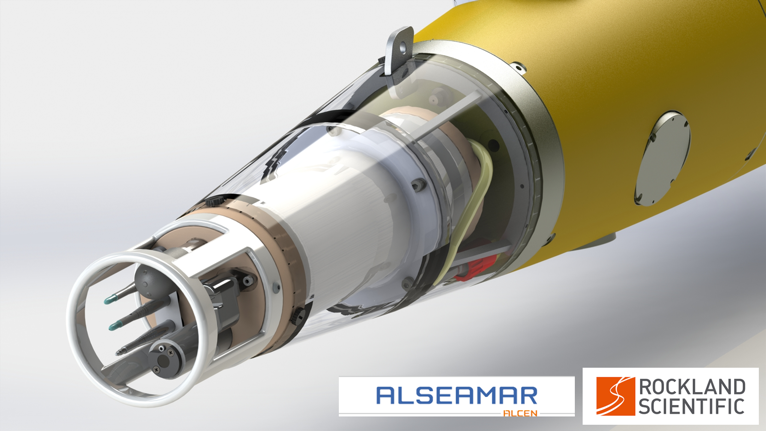 ALSEAMAR
ALCEN
ROCKLAND
SCIENTIFIC